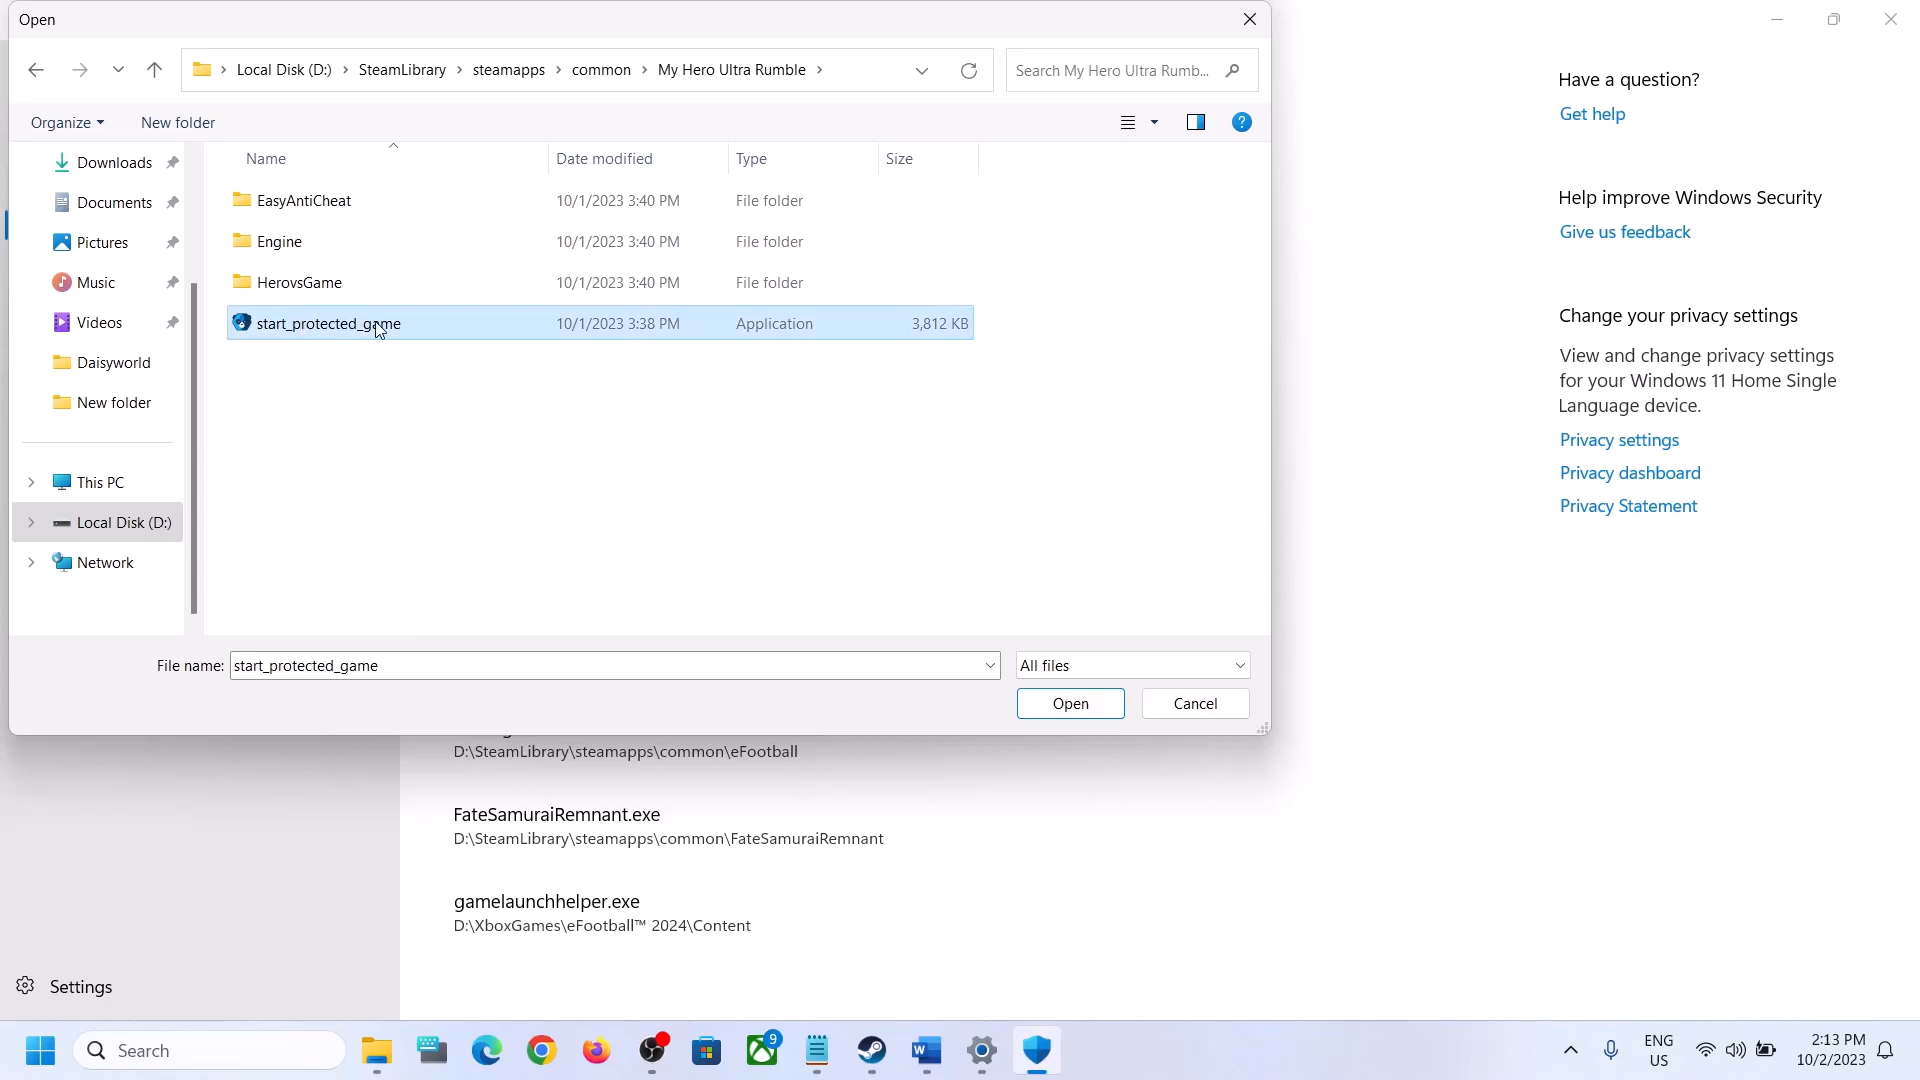 Open
Local Disk (D:) > SteamLibrary > steamapps > common > My Hero Ultra Rumble >
Search My Hero Ultra Rumb...
Organize
New folder
Name
Date modified
Type
Size
Downloads
Documents
Pictures
Music
Videos
Daisyworld
New folder
This PC
Local Disk (D:)
Network
EasyAntiCheat 10/1/2023 3:40 PM File folder
Engine 10/1/2023 3:40 PM File folder
HerovsGame 10/1/2023 3:40 PM File folder
start_protected_game 10/1/2023 3:38 PM Application 3,812 KB
File name: start_protected_game
All files
Open
Cancel
Have a question?
Get help
Help improve Windows Security
Give us feedback
Change your privacy settings
View and change privacy settings
for your Windows 11 Home Single
Language device.
Privacy settings
Privacy dashboard
Privacy Statement
D:\SteamLibrary\steamapps\common\eFootball
FateSamuraiRemnant.exe
D:\SteamLibrary\steamapps\common\FateSamuraiRemnant
gamelaunchhelper.exe
D:\XboxGames\eFootball™ 2024\Content
Settings
Search
9
ENG
US
2:13 PM
10/2/2023